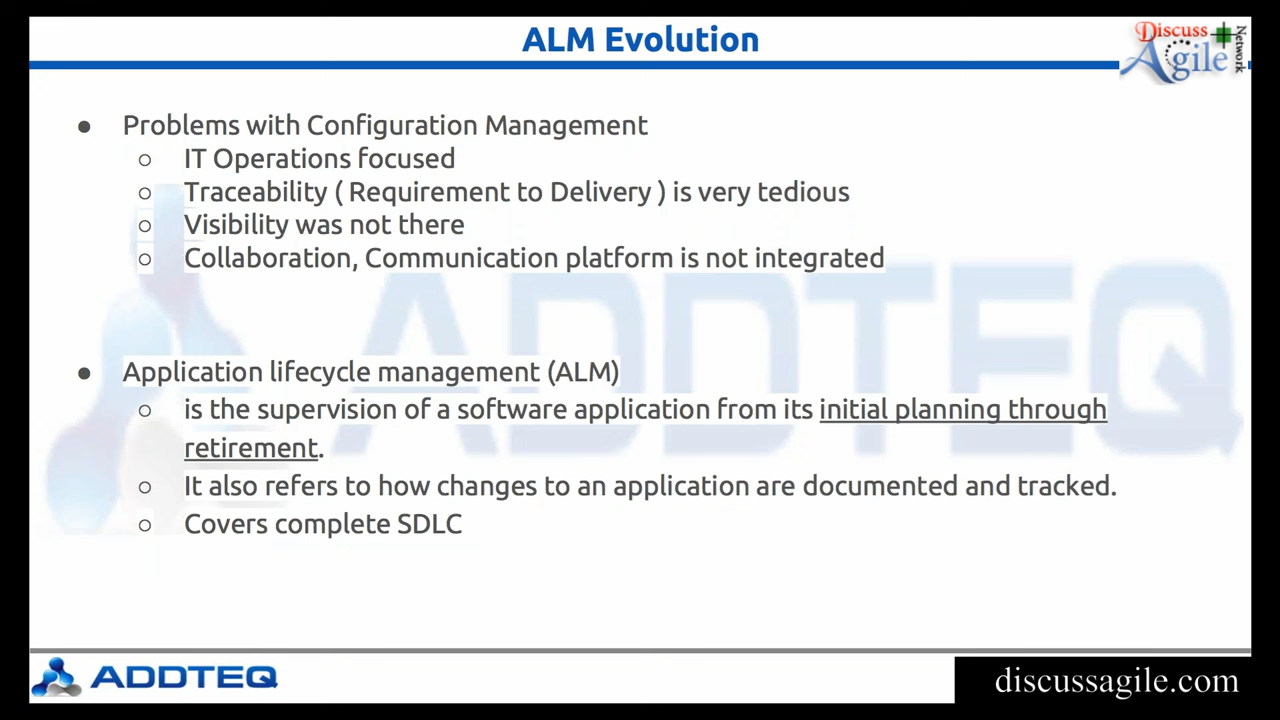 ALM Evolution
Discuss
Agile
Network
● Problems with Configuration Management
○ IT Operations focused
○ Traceability ( Requirement to Delivery ) is very tedious
○ Visibility was not there
○ Collaboration, Communication platform is not integrated
ADDTEQ
● Application lifecycle management (ALM)
○ is the supervision of a software application from its initial planning through
retirement.
○ It also refers to how changes to an application are documented and tracked.
○ Covers complete SDLC
ADDTEQ
discussagile.com